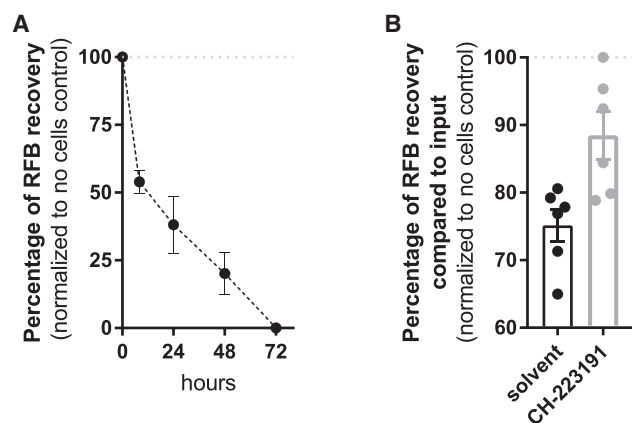 A
Percentage of RFB recovery
(normalized to no cells control)
100
75
50
25
0
0 24 48 72
hours
B
Percentage of RFB recovery
compared to input
(normalized to no cells control)
100
90
80
70
60
solvent
CH-223191